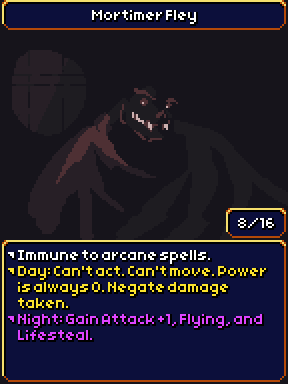 Mortimer Fley
8/16
Immune to arcane spells.
Day: Can't act. Can't move. Power
is always 0. Negate damage
taken.
Night: Gain Attack +1, Flying, and
Lifesteal.